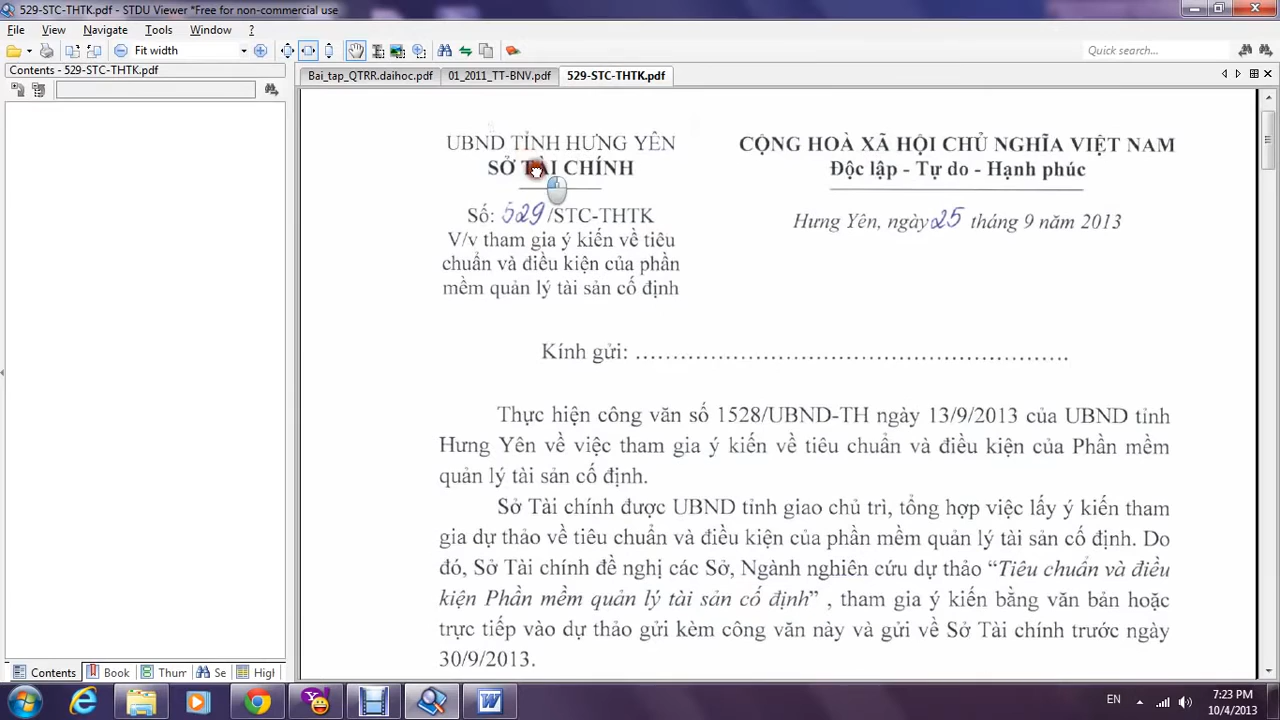 529-STC-THTK.pdf - STDU Viewer *Free for non-commercial use
File View Navigate Tools Window ?
Fit width
Quick search...
Contents - 529-STC-THTK.pdf
Bai_tap_QTRR.daihoc.pdf 01_2011_TT-BNV.pdf 529-STC-THTK.pdf
UBND TỈNH HƯNG YÊN
SỞ TÀI CHÍNH
Số: 529/STC-THTK
V/v tham gia ý kiến về tiêu
chuẩn và điều kiện của phần
mềm quản lý tài sản cố định
CỘNG HOÀ XÃ HỘI CHỦ NGHĨA VIỆT NAM
Độc lập - Tự do - Hạnh phúc
Hưng Yên, ngày 25 tháng 9 năm 2013
Kính gửi: ……………………………………………………….
Thực hiện công văn số 1528/UBND-TH ngày 13/9/2013 của UBND tỉnh
Hưng Yên về việc tham gia ý kiến về tiêu chuẩn và điều kiện của Phần mềm
quản lý tài sản cố định.
Sở Tài chính được UBND tỉnh giao chủ trì, tổng hợp việc lấy ý kiến tham
gia dự thảo về tiêu chuẩn và điều kiện của phần mềm quản lý tài sản cố định. Do
đó, Sở Tài chính đề nghị các Sở, Ngành nghiên cứu dự thảo “Tiêu chuẩn và điều
kiện Phần mềm quản lý tài sản cố định” , tham gia ý kiến bằng văn bản hoặc
trực tiếp vào dự thảo gửi kèm công văn này và gửi về Sở Tài chính trước ngày
30/9/2013.
Contents Book Thum Se High
EN
7:23 PM
10/4/2013